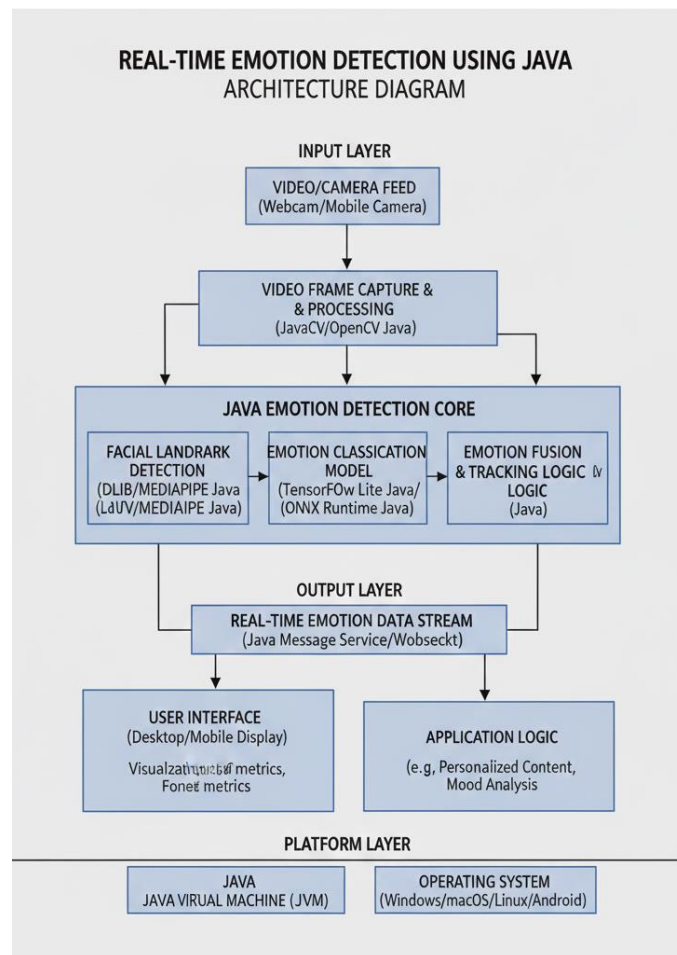 REAL-TIME EMOTION DETECTION USING JAVA
ARCHITECTURE DIAGRAM
INPUT LAYER
VIDEO/CAMERA FEED
(Webcam/Mobile Camera)
VIDEO FRAME CAPTURE &
& PROCESSING
(JavaCV/OpenCV Java)
JAVA EMOTION DETECTION CORE
FACIAL LANDRARK
DETECTION
(DLIB/MEDIAPIPE Java
/MEDIAIPE Java)
EMOTION CLASSICATION
MODEL
(TensorFOw Lite Java/
(ONNX Runtime Java)
EMOTION FUSION
& TRACKING LOGIC
LOGIC
(Java)
OUTPUT LAYER
REAL-TIME EMOTION DATA STREAM
(Java Message Service/Wobseckt)
USER INTERFACE
(Desktop/Mobile Display)
metrics,
metrics
APPLICATION LOGIC
(e.g, Personalized Content,
Mood Analysis
PLATFORM LAYER
JAVA
JAVA VIRUAL MACHINE (JVM)
OPERATING SYSTEM
(Windows/macOS/Linux/Android)